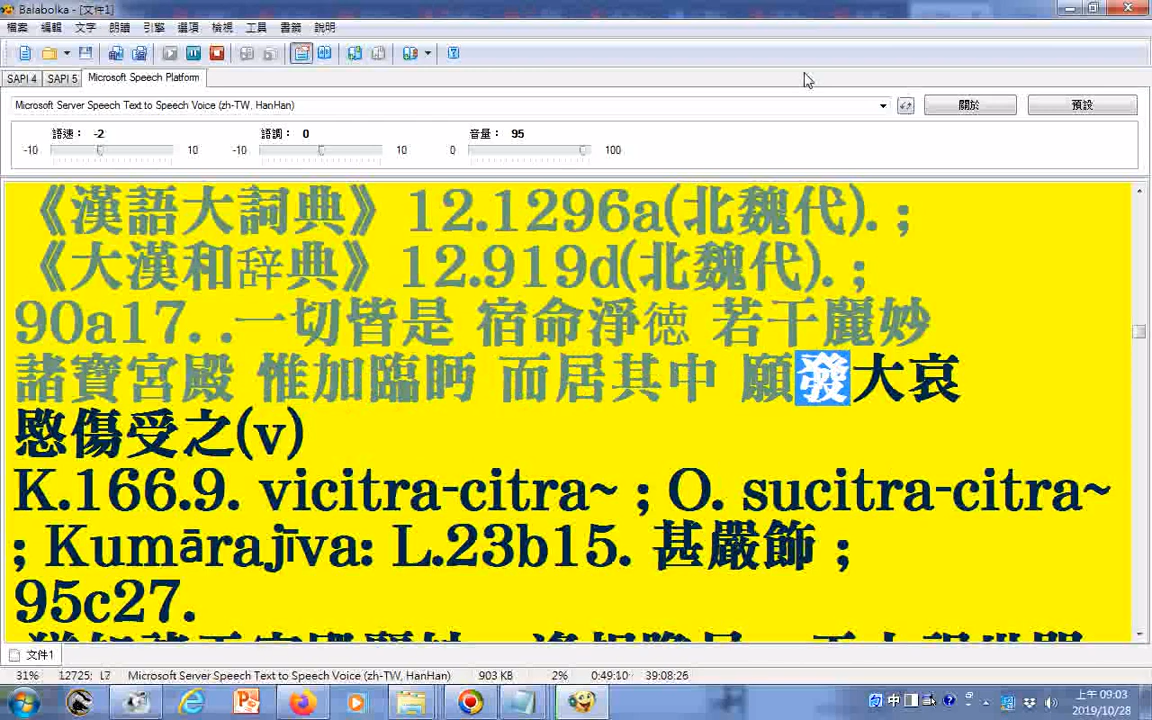 Balabolka - [文件1]
檔案 編輯 文字 朗讀 引擎 選項 檢視 工具 書籤 說明
SAPI 4 SAPI 5 Microsoft Speech Platform
Microsoft Server Speech Text to Speech Voice (zh-TW, HanHan) 關於 預設
語速： -2 語調： 0 音量： 95
-10 10 -10 10 0 100
《漢語大詞典》 12.1296a(北魏代). ;
《大漢和辞典》 12.919d(北魏代). ;
90a17. .一切皆是 宿命淨徳 若干麗妙
諸寶宮殿 惟加臨眄 而居其中 願發大哀
愍傷受之(v)
K.166.9. vicitra-citra~ ; O. sucitra-citra~
; Kumārajīva: L.23b15. 甚嚴飾 ;
95c27.
文件1
31% 12725: 17 Microsoft Server Speech Text to Speech Voice (zh-TW, HanHan) 903 KB 2% 0:49:10 39:08:26
中 上午 09:03
2019/10/28